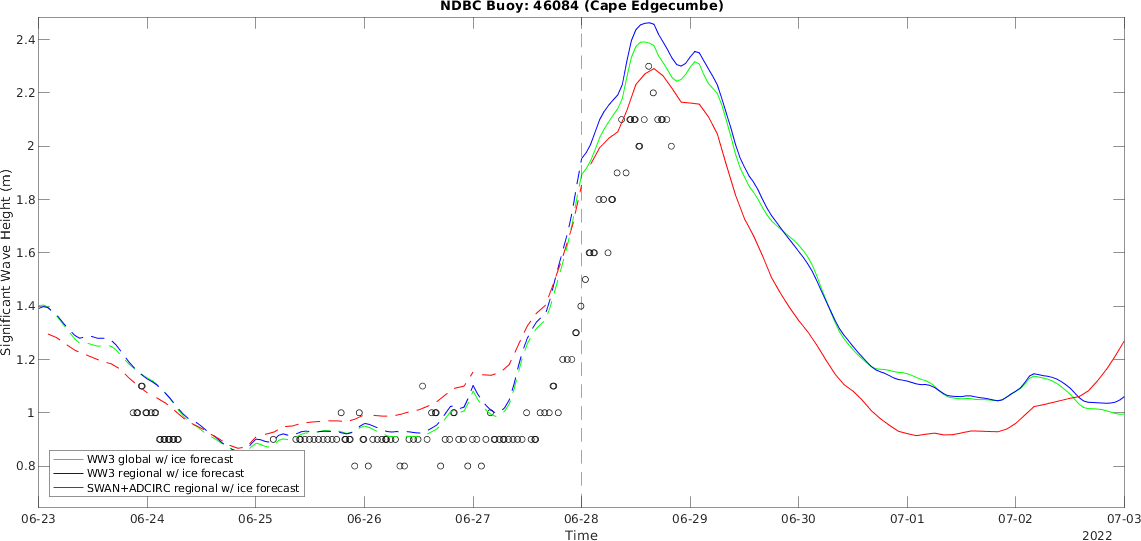 NDBC Buoy: 46084 (Cape Edgecumbe)
Significant Wave Height (m)
2.4
2.2
2
1.8
1.6
1.4
1.2
1
0.8
WW3 global w/ ice forecast
WW3 regional w/ ice forecast
SWAN+ADCIRC regional w/ ice forecast
06-23 06-24 06-25 06-26 06-27 06-28 06-29 06-30 07-01 07-02 07-03
Time
2022